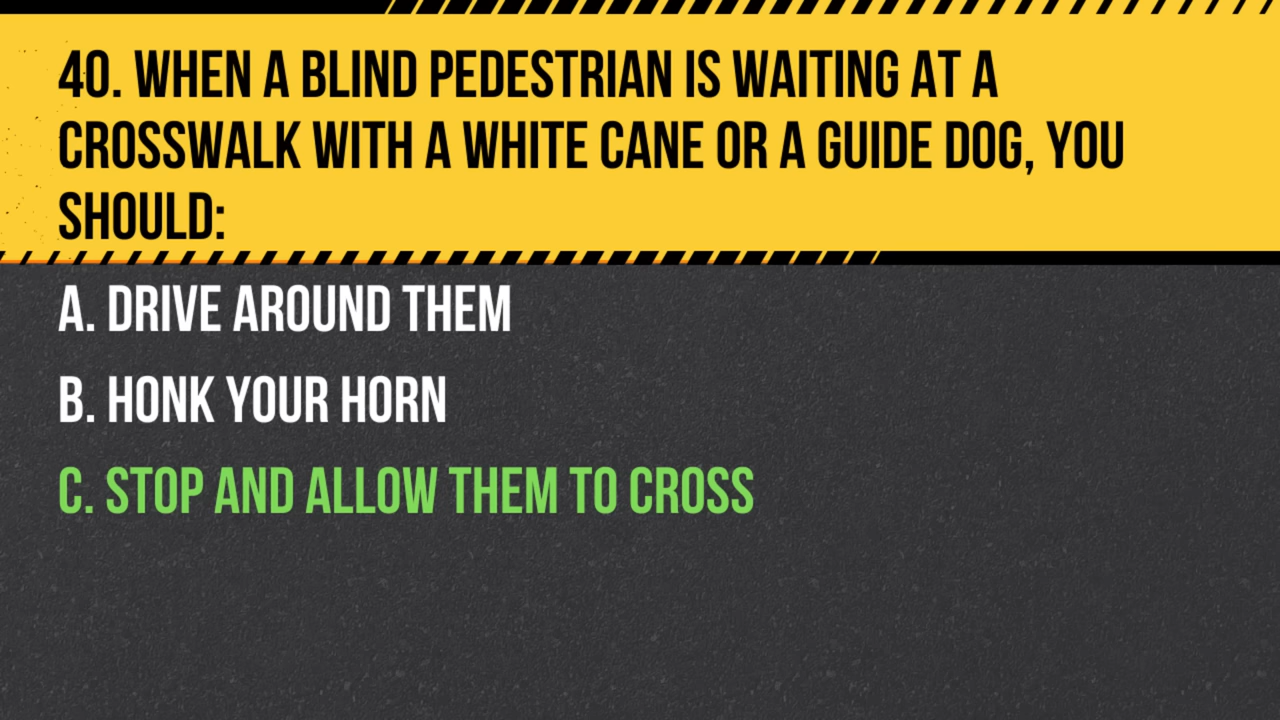 40. WHEN A BLIND PEDESTRIAN IS WAITING AT A
CROSSWALK WITH A WHITE CANE OR A GUIDE DOG, YOU
SHOULD:
A. DRIVE AROUND THEM
B. HONK YOUR HORN
C. STOP AND ALLOW THEM TO CROSS